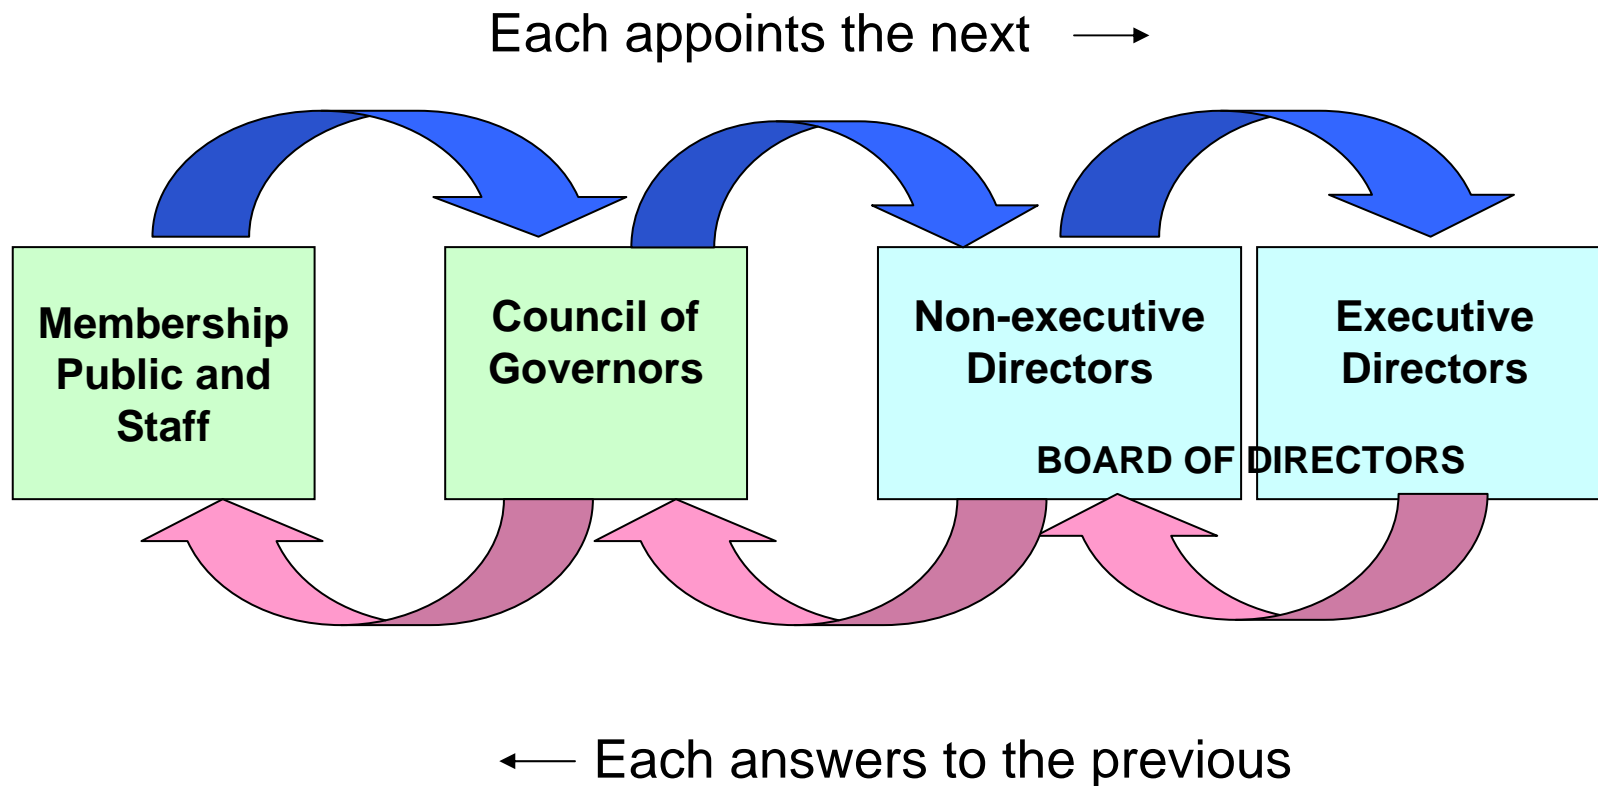 Each appoints the next
Membership
Public and
Staff
Council of
Governors
Non-executive
Directors
Executive
Directors
BOARD OF DIRECTORS
Each answers to the previous